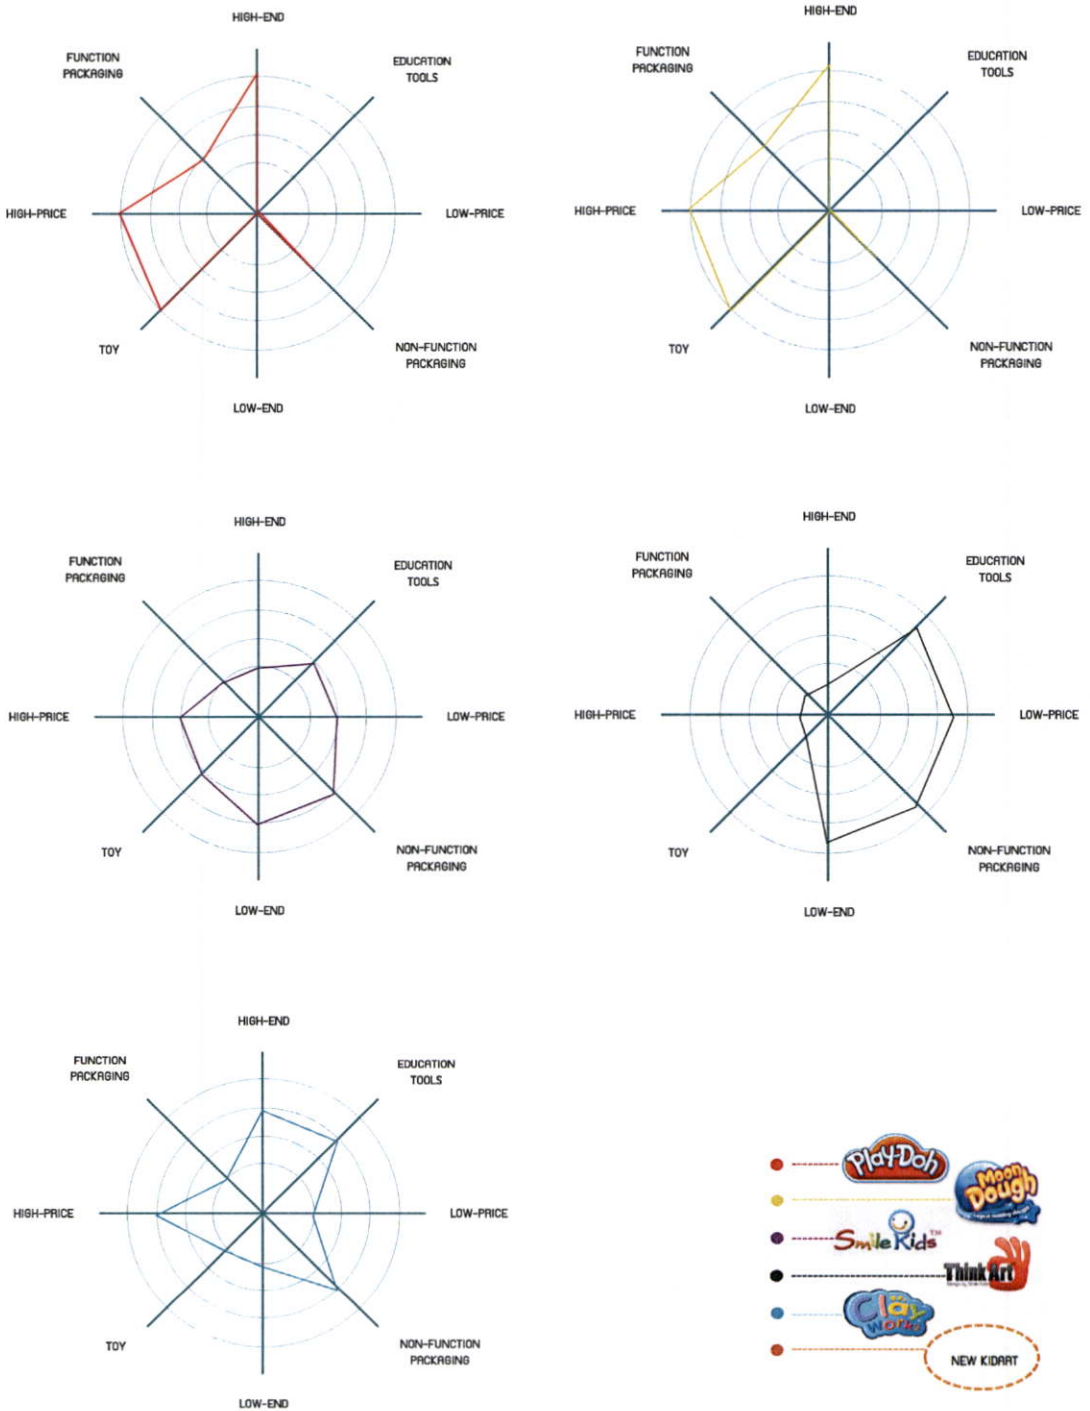 HIGH-END
FUNCTION
PACKAGING
EDUCATION
TOOLS
HIGH-PRICE
LOW-PRICE
TOY
NON-FUNCTION
PACKAGING
LOW-END
HIGH-END
FUNCTION
PACKAGING
EDUCATION
TOOLS
HIGH-PRICE
LOW-PRICE
TOY
NON-FUNCTION
PACKAGING
LOW-END
HIGH-END
FUNCTION
PACKAGING
EDUCATION
TOOLS
HIGH-PRICE
LOW-PRICE
TOY
NON-FUNCTION
PACKAGING
LOW-END
HIGH-END
FUNCTION
PACKAGING
EDUCATION
TOOLS
HIGH-PRICE
LOW-PRICE
TOY
NON-FUNCTION
PACKAGING
LOW-END
HIGH-END
FUNCTION
PACKAGING
EDUCATION
TOOLS
HIGH-PRICE
LOW-PRICE
TOY
NON-FUNCTION
PACKAGING
LOW-END
Play-Doh
Moon
Dough
Smile Kids™
Think Art
Clay
Works
NEW KIDART